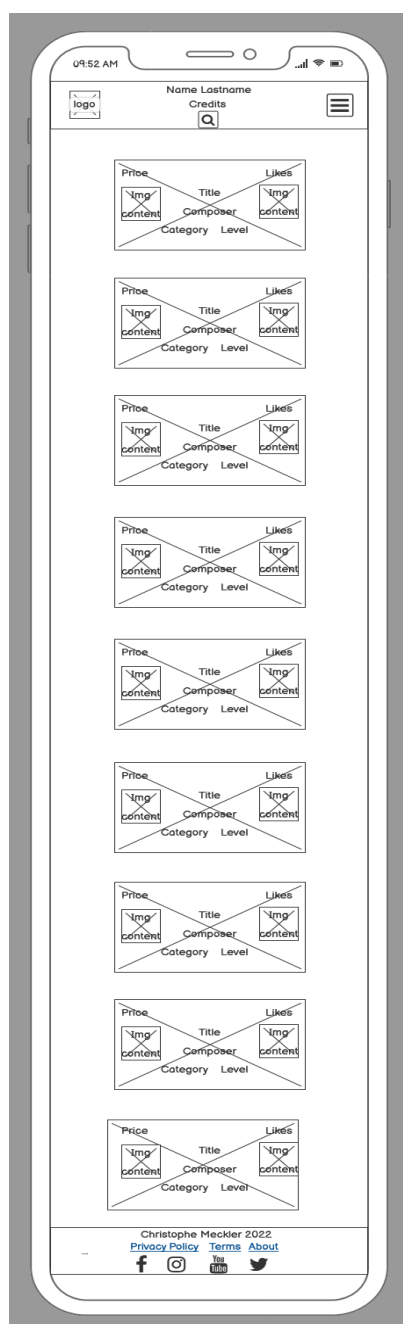 09:52 AM
Name Lastname
logo
Credits
Price Likes
Img Title Img
content Composer content
Category Level
Price Likes
Img Title Img
content Composer content
Category Level
Price Likes
Img Title Img
content Composer content
Category Level
Price Likes
Img Title Img
content Composer content
Category Level
Price Likes
Img Title Img
content Composer content
Category Level
Price Likes
Img Title Img
content Composer content
Category Level
Price Likes
Img Title Img
content Composer content
Category Level
Price Likes
Img Title Img
content Composer content
Category Level
Price Likes
Img Title Img
content Composer content
Category Level
Christophe Meckler 2022
... Privacy Policy Terms About
f You
Tube